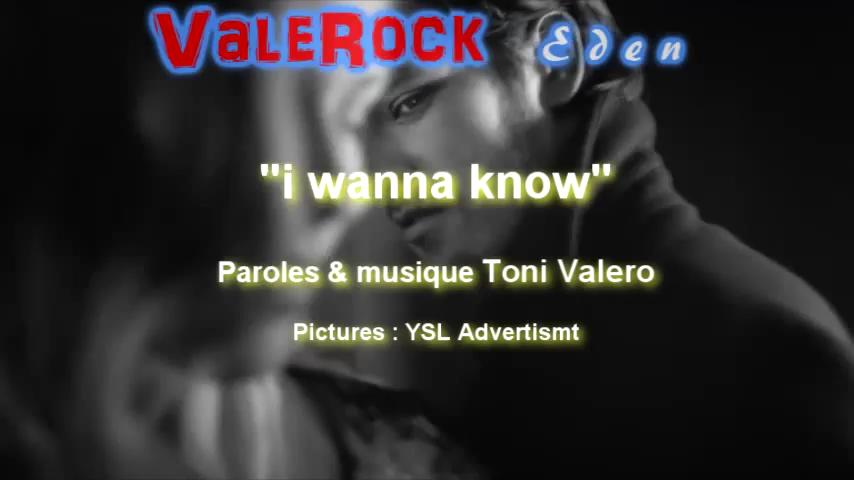 ValeRock Eden
"i wanna know"
Paroles & musique Toni Valero
Pictures : YSL Advertismt